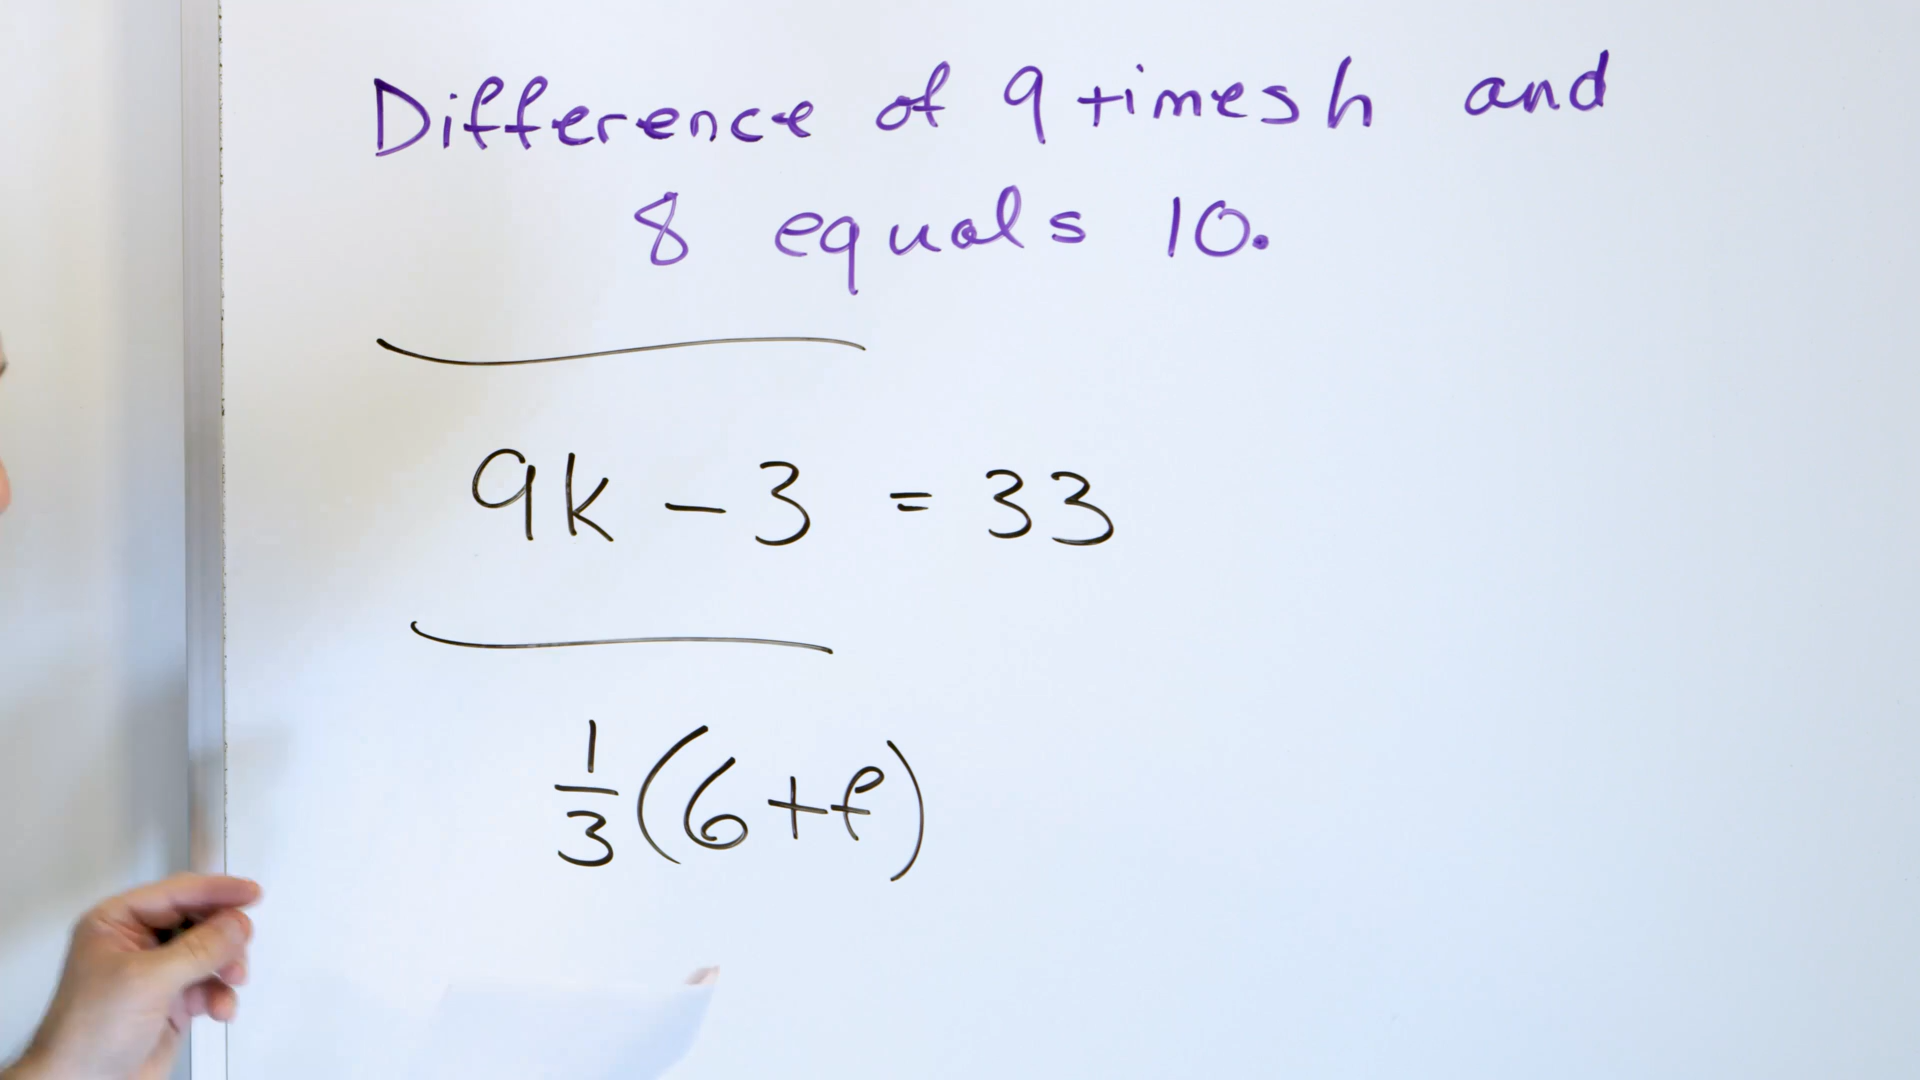 Difference of 9 times h and
8 equals 10.
9k - 3 = 33
1/3 (6+f)